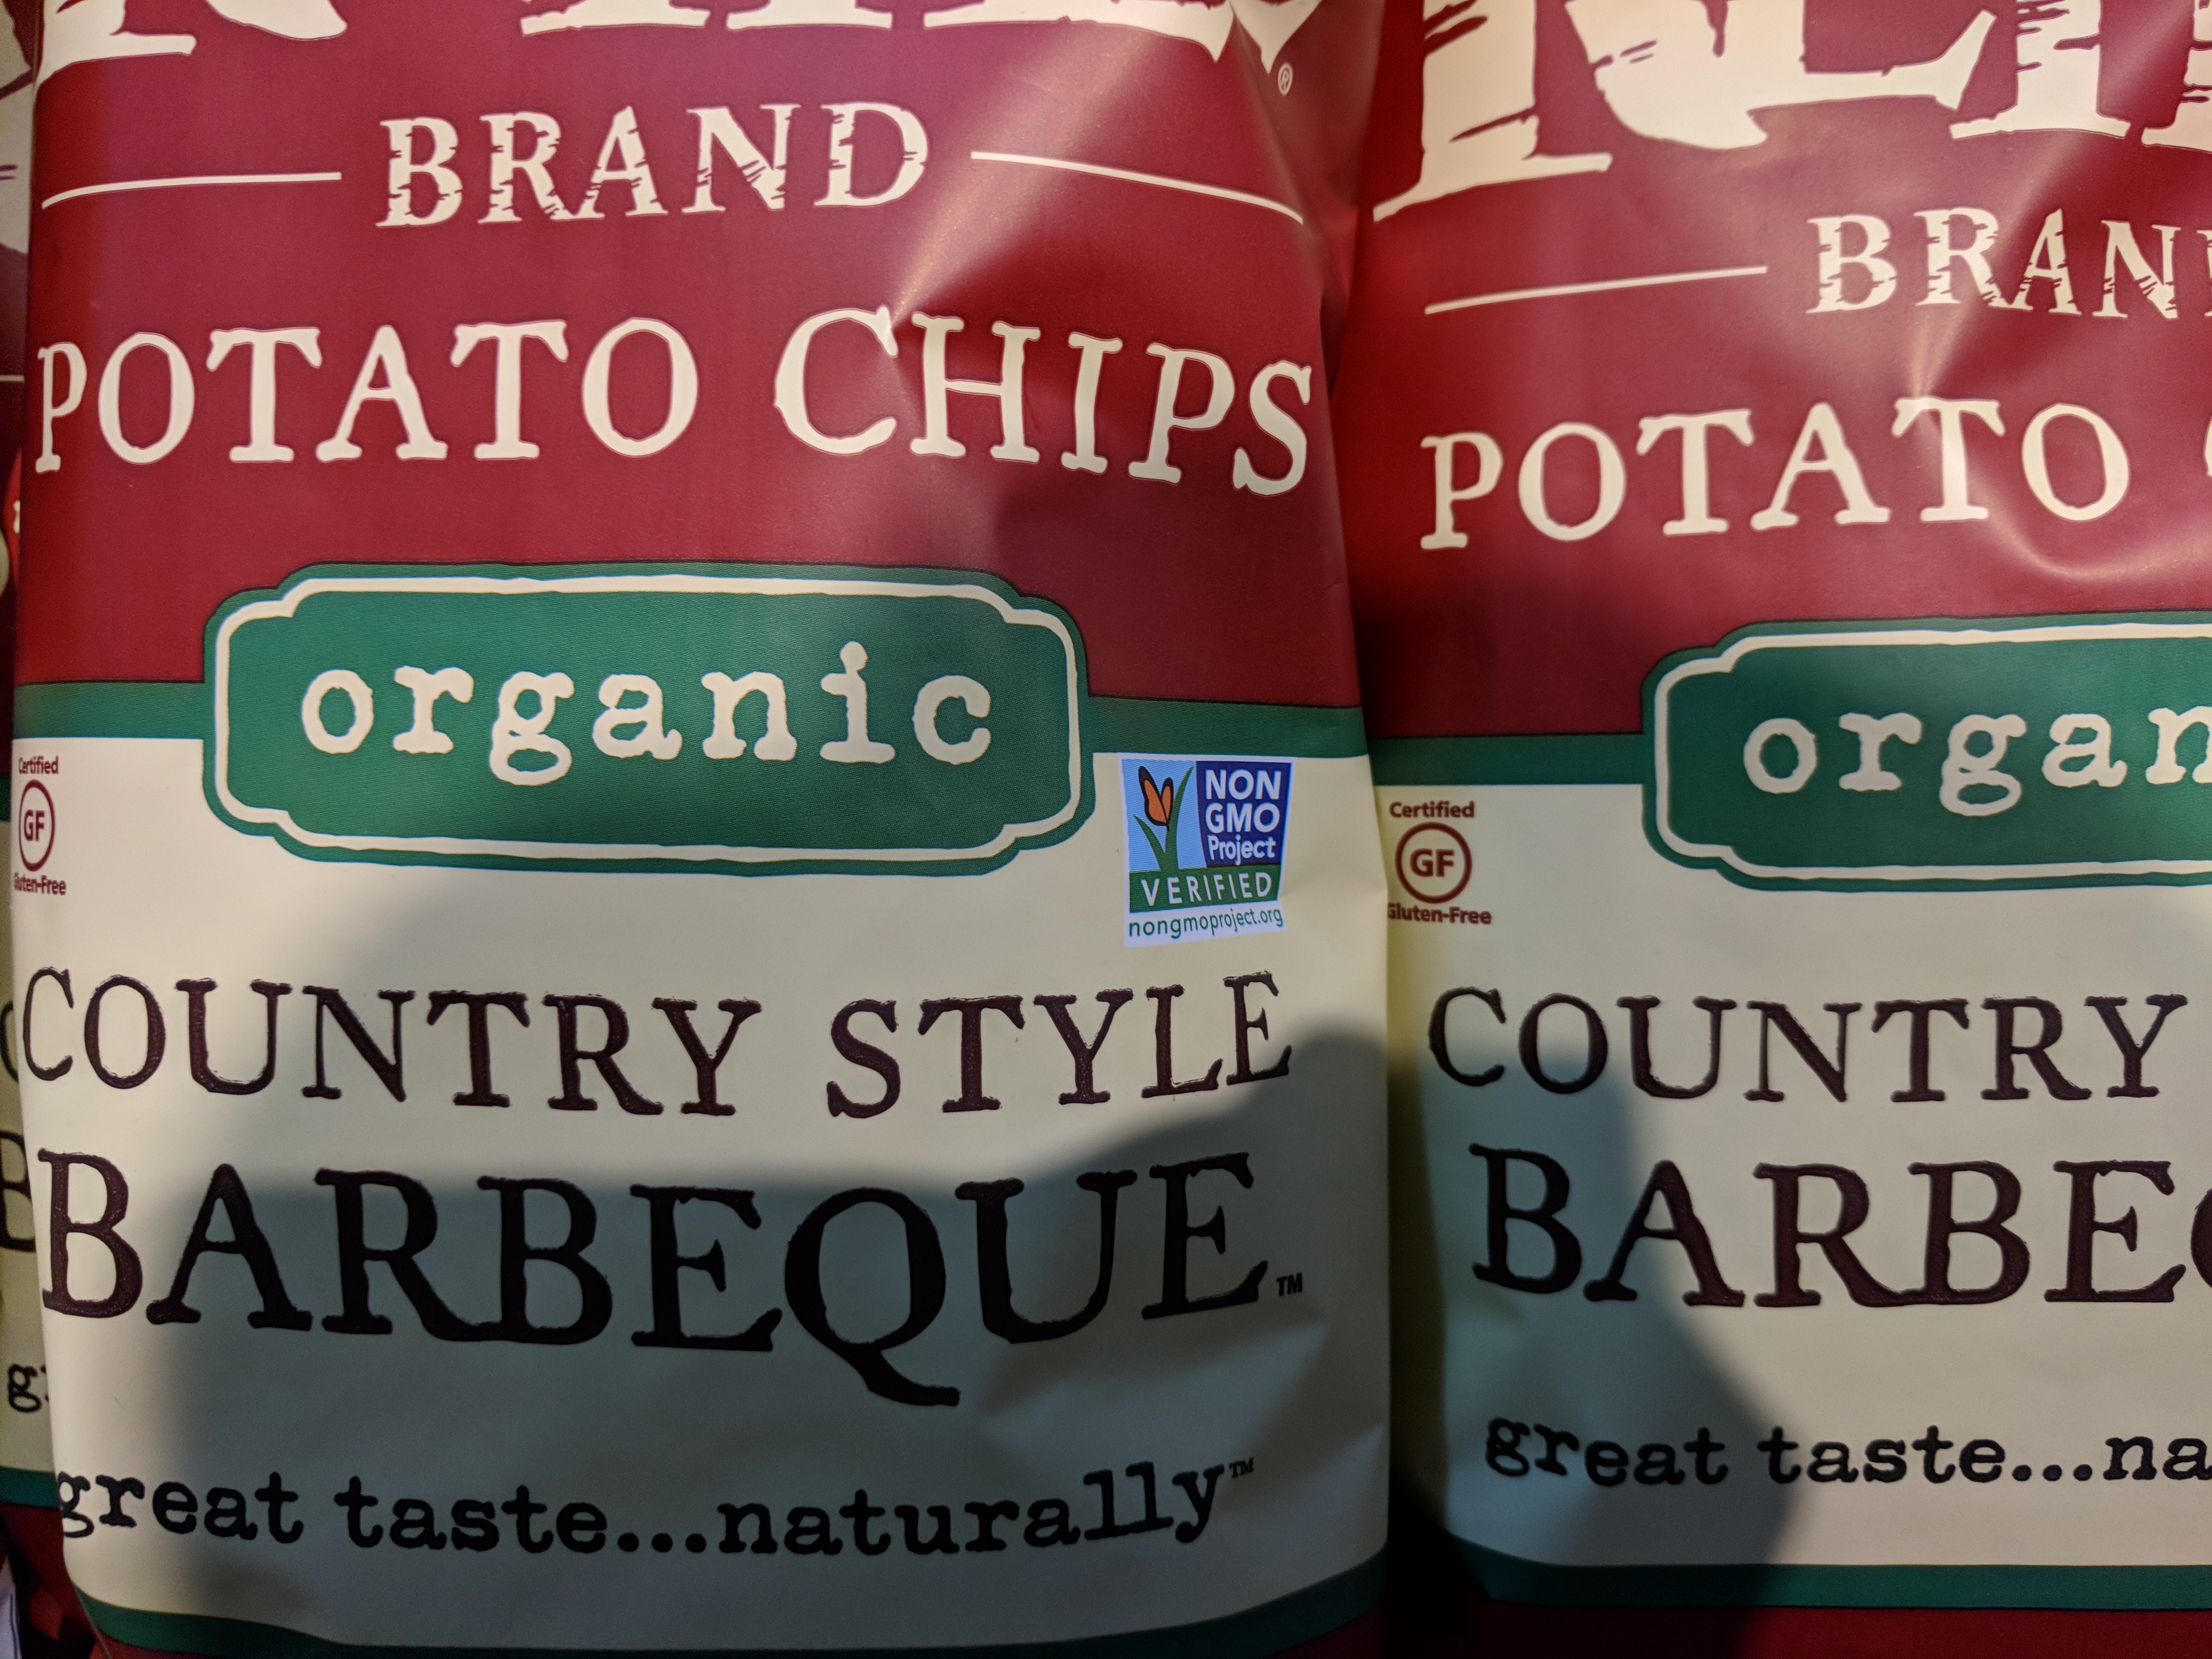 ®
BRAND
POTATO CHIPS
organic
Certified
GF
Gluten-Free
NON
GMO
Project
VERIFIED
nongmoproject.org
COUNTRY STYLE
BARBEQUE™
great taste...naturally™
BRAN
POTATO
organ
Certified
GF
Gluten-Free
COUNTRY
BARBEQ
great taste...na